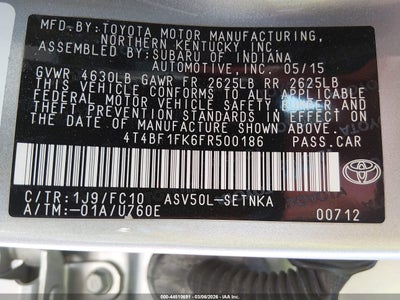 MFD. BY: TOYOTA MOTOR MANUFACTURING,
NORTHERN KENTUCKY, INC.
ASSEMBLED BY: SUBARU OF INDIANA
AUTOMOTIVE, INC. 05/15
GVWR 4630LB GAWR FR 2625LB RR 2625LB
THIS VEHICLE CONFORMS TO ALL APPLICABLE
FEDERAL MOTOR VEHICLE SAFETY, BUMPER, AND
THEFT PREVENTION STANDARDS IN EFFECT ON
THE DATE OF MANUFACTURE SHOWN ABOVE.
4T4BF1FK6FR500186 PASS.CAR
C/TR:1J9/FC10 ASV50L-SETNKA
A/TM:-01A/U760E
TOYOTA
00712
000-44610691 - 03/06/2026 - IAA Inc.